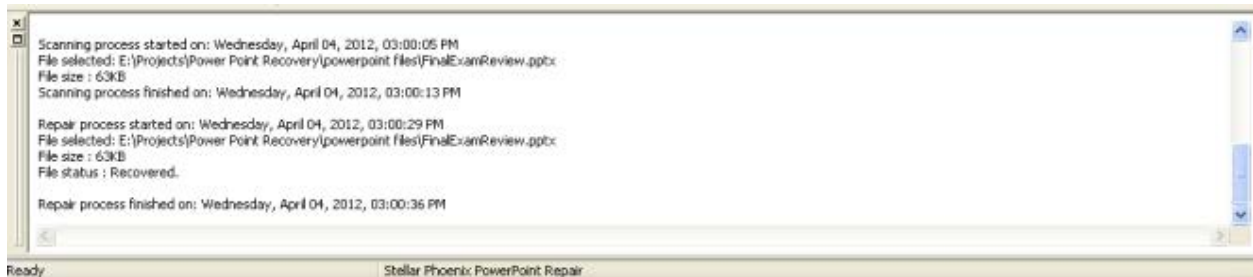 Scanning process started on: Wednesday, April 04, 2012, 03:00:05 PM
File selected: E:\Projects\Power Point Recovery\powerpoint files\FinalExamReview.pptx
File size : 63KB
Scanning process finished on: Wednesday, April 04, 2012, 03:00:13 PM
Repair process started on: Wednesday, April 04, 2012, 03:00:29 PM
File selected: E:\Projects\Power Point Recovery\powerpoint files\FinalExamReview.pptx
File size : 63KB
File status : Recovered.
Repair process finished on: Wednesday, April 04, 2012, 03:00:36 PM
Ready Stellar Phoenix PowerPoint Repair